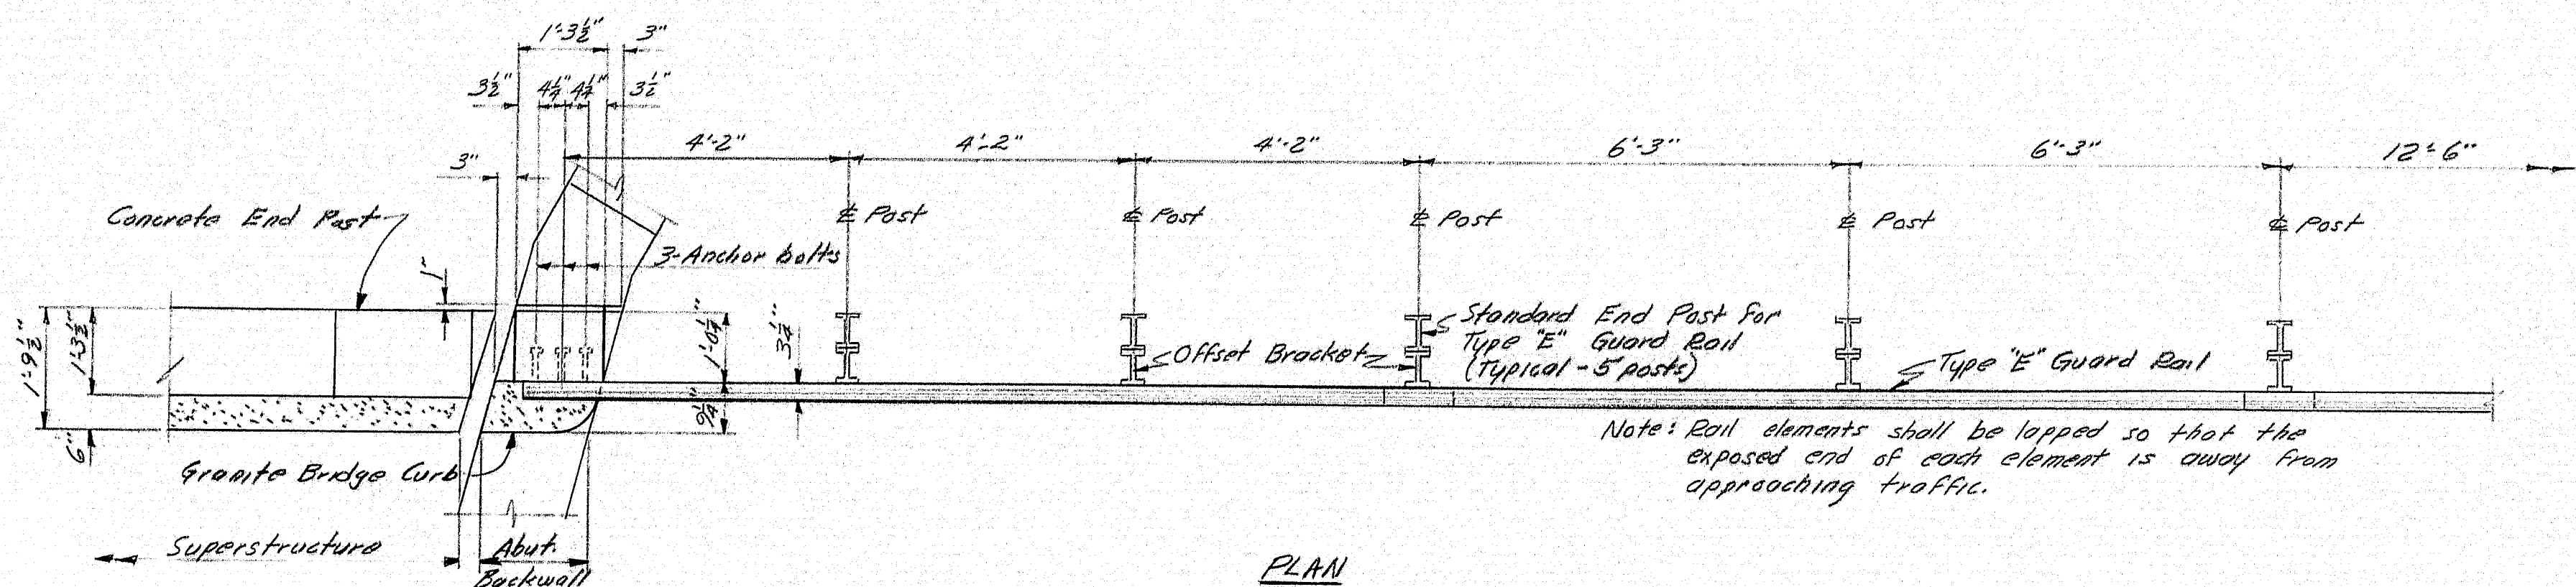 1'-3½" 3"
3½" 4¼" 4¼" 3½"
4'-2" 4'-2" 4'-2" 6'-3" 6'-3" 12'-6"
3"
Concrete End Post
℄ Post ℄ Post ℄ Post ℄ Post ℄ Post
3-Anchor bolts
1"
1'-9½" 1'-3½" 1'-0¼" 3¼"
Offset Bracket
Standard End Post for
Type "E" Guard Rail
(Typical - 5 posts)
Type "E" Guard Rail
6" 9¼"
Granite Bridge Curb
Note: Rail elements shall be lapped so that the
exposed end of each element is away from
approaching traffic.
Superstructure Abut.
Backwall
PLAN